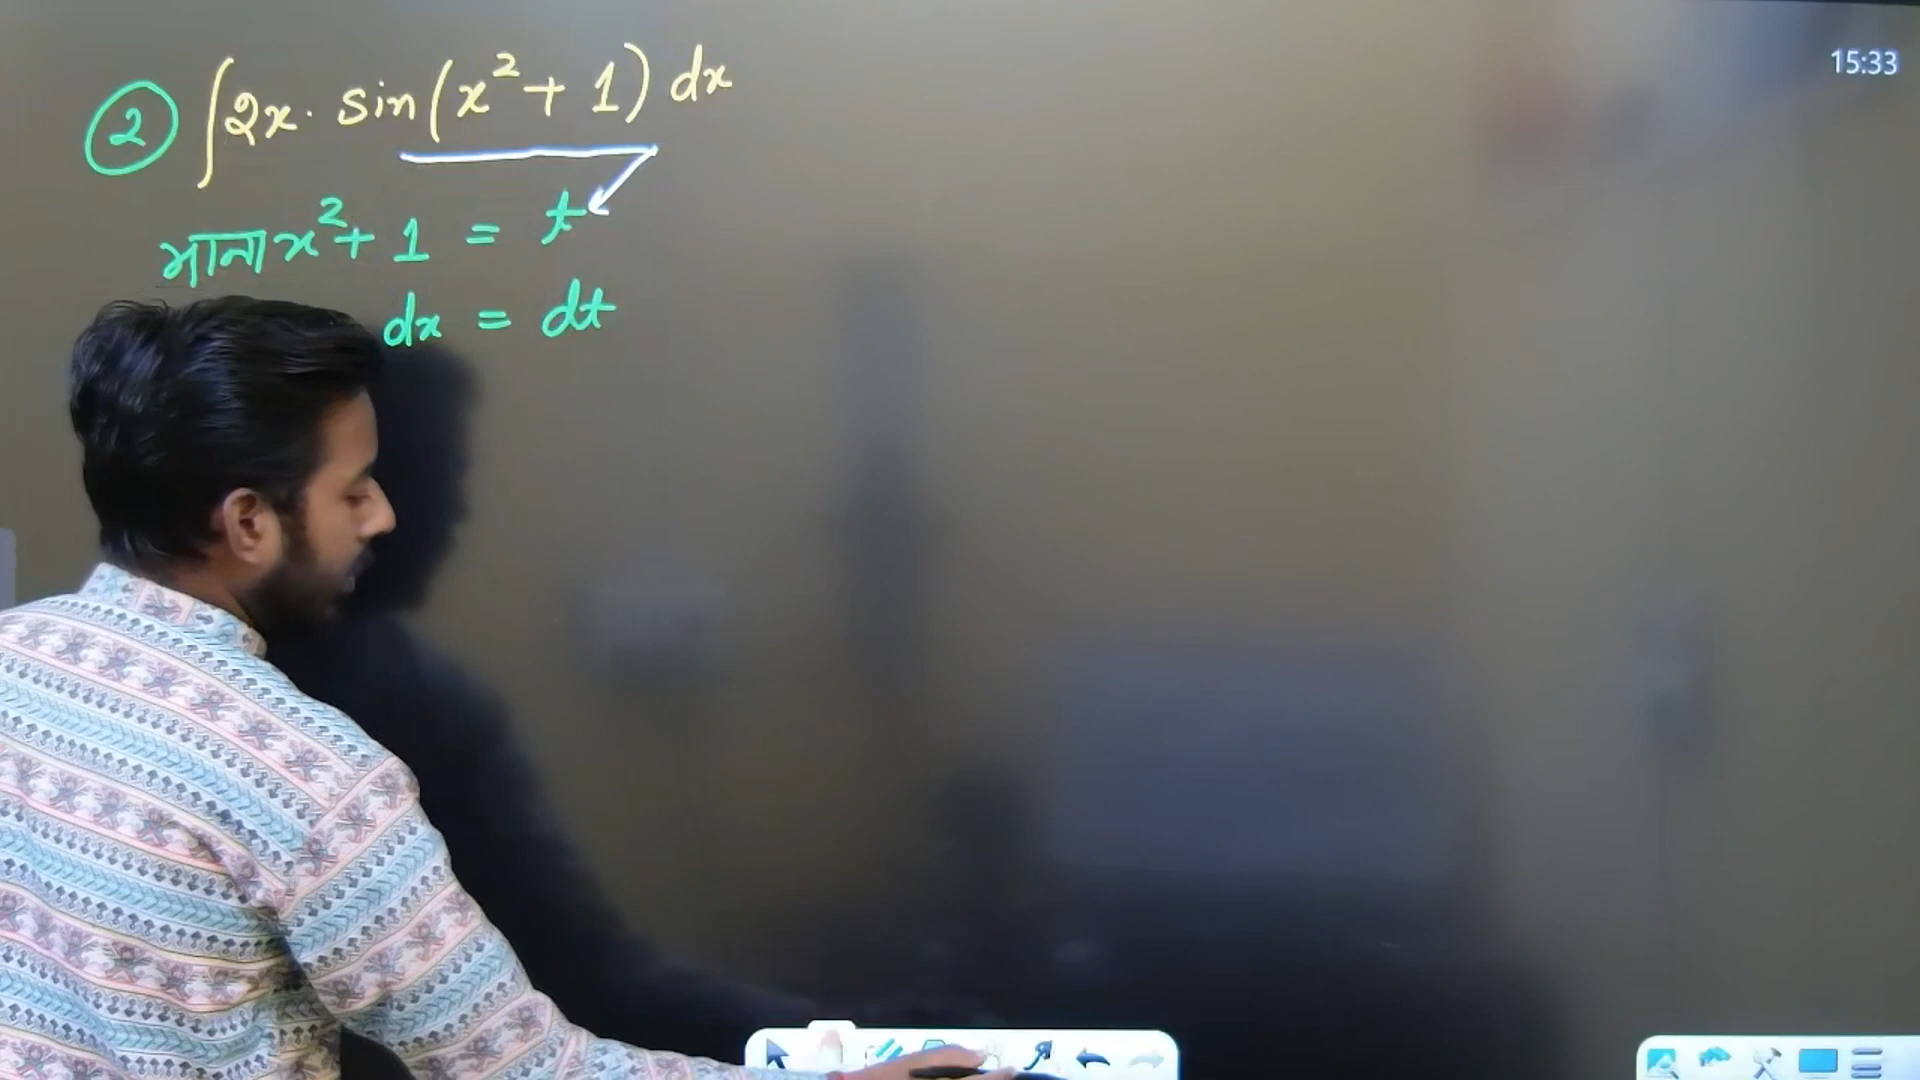 ② ∫2x. sin(x²+1) dx
माना x²+1 = t
dx = dt
15:33